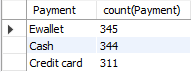 Payment count(Payment)
Ewallet 345
Cash 344
Credit card 311